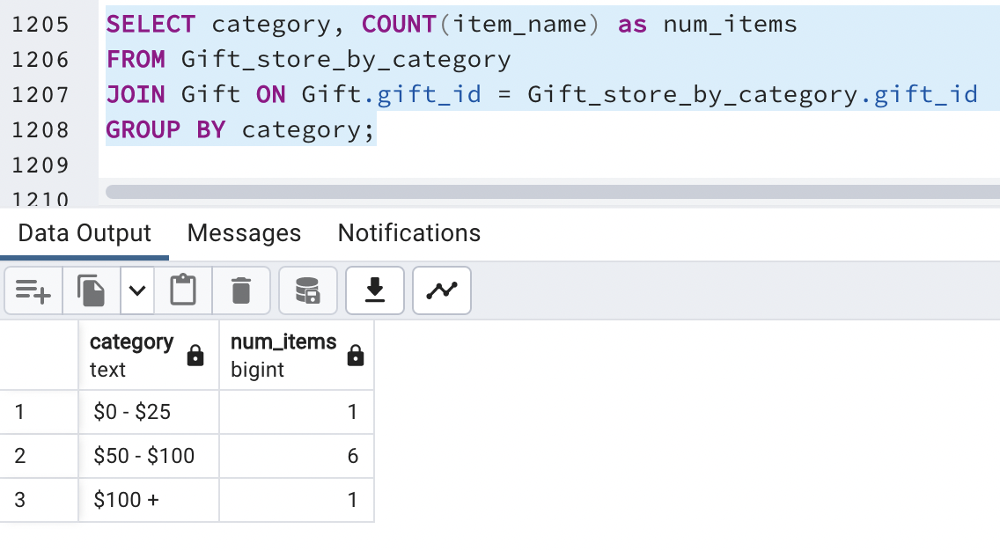 1205 SELECT category, COUNT(item_name) as num_items
1206 FROM Gift_store_by_category
1207 JOIN Gift ON Gift.gift_id = Gift_store_by_category.gift_id
1208 GROUP BY category;
1209
1210
Data Output Messages Notifications
category num_items
text bigint
1 $0 - $25 1
2 $50 - $100 6
3 $100 + 1